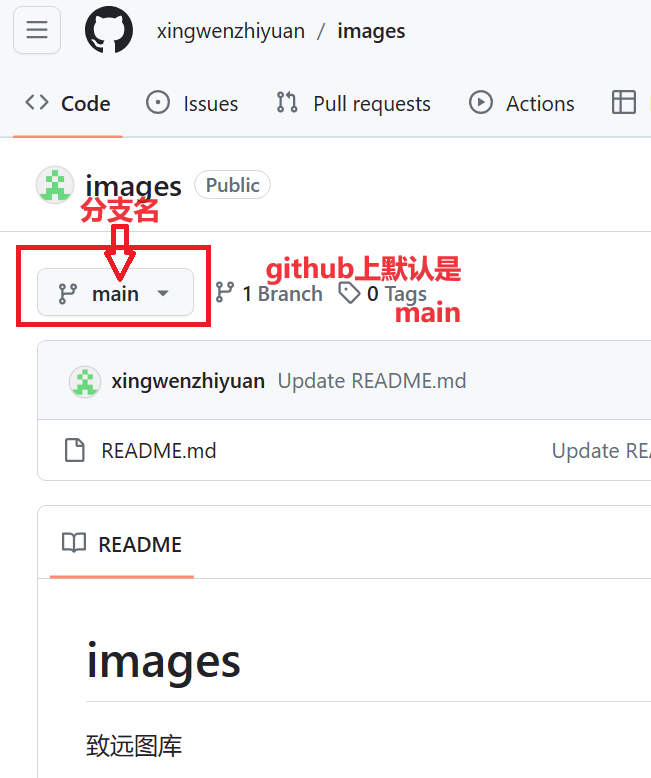 xingwenzhiyuan / images
Code Issues Pull requests Actions
images Public
分支名
github上默认是
main 1 Branch 0 Tags
main
xingwenzhiyuan Update README.md
README.md Update REA
README
images
致远图库